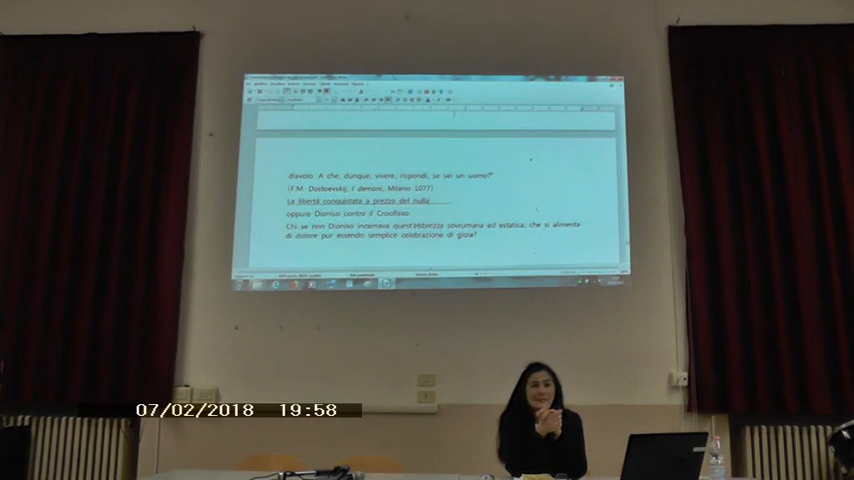 diavolo. A che, dunque, vivere, rispondi, se sei un uomo?"
(F.M. Dostoevskij, I demoni, Milano 1977)
La libertà conquistata a prezzo del nulla
oppure Dioniso contro il Crocifisso.
Chi se non Dioniso incarnava quest'ebbrezza sovrumana ed estatica, che si alimenta
di dolore pur essendo semplice celebrazione di gioia?
07/02/2018 19:58